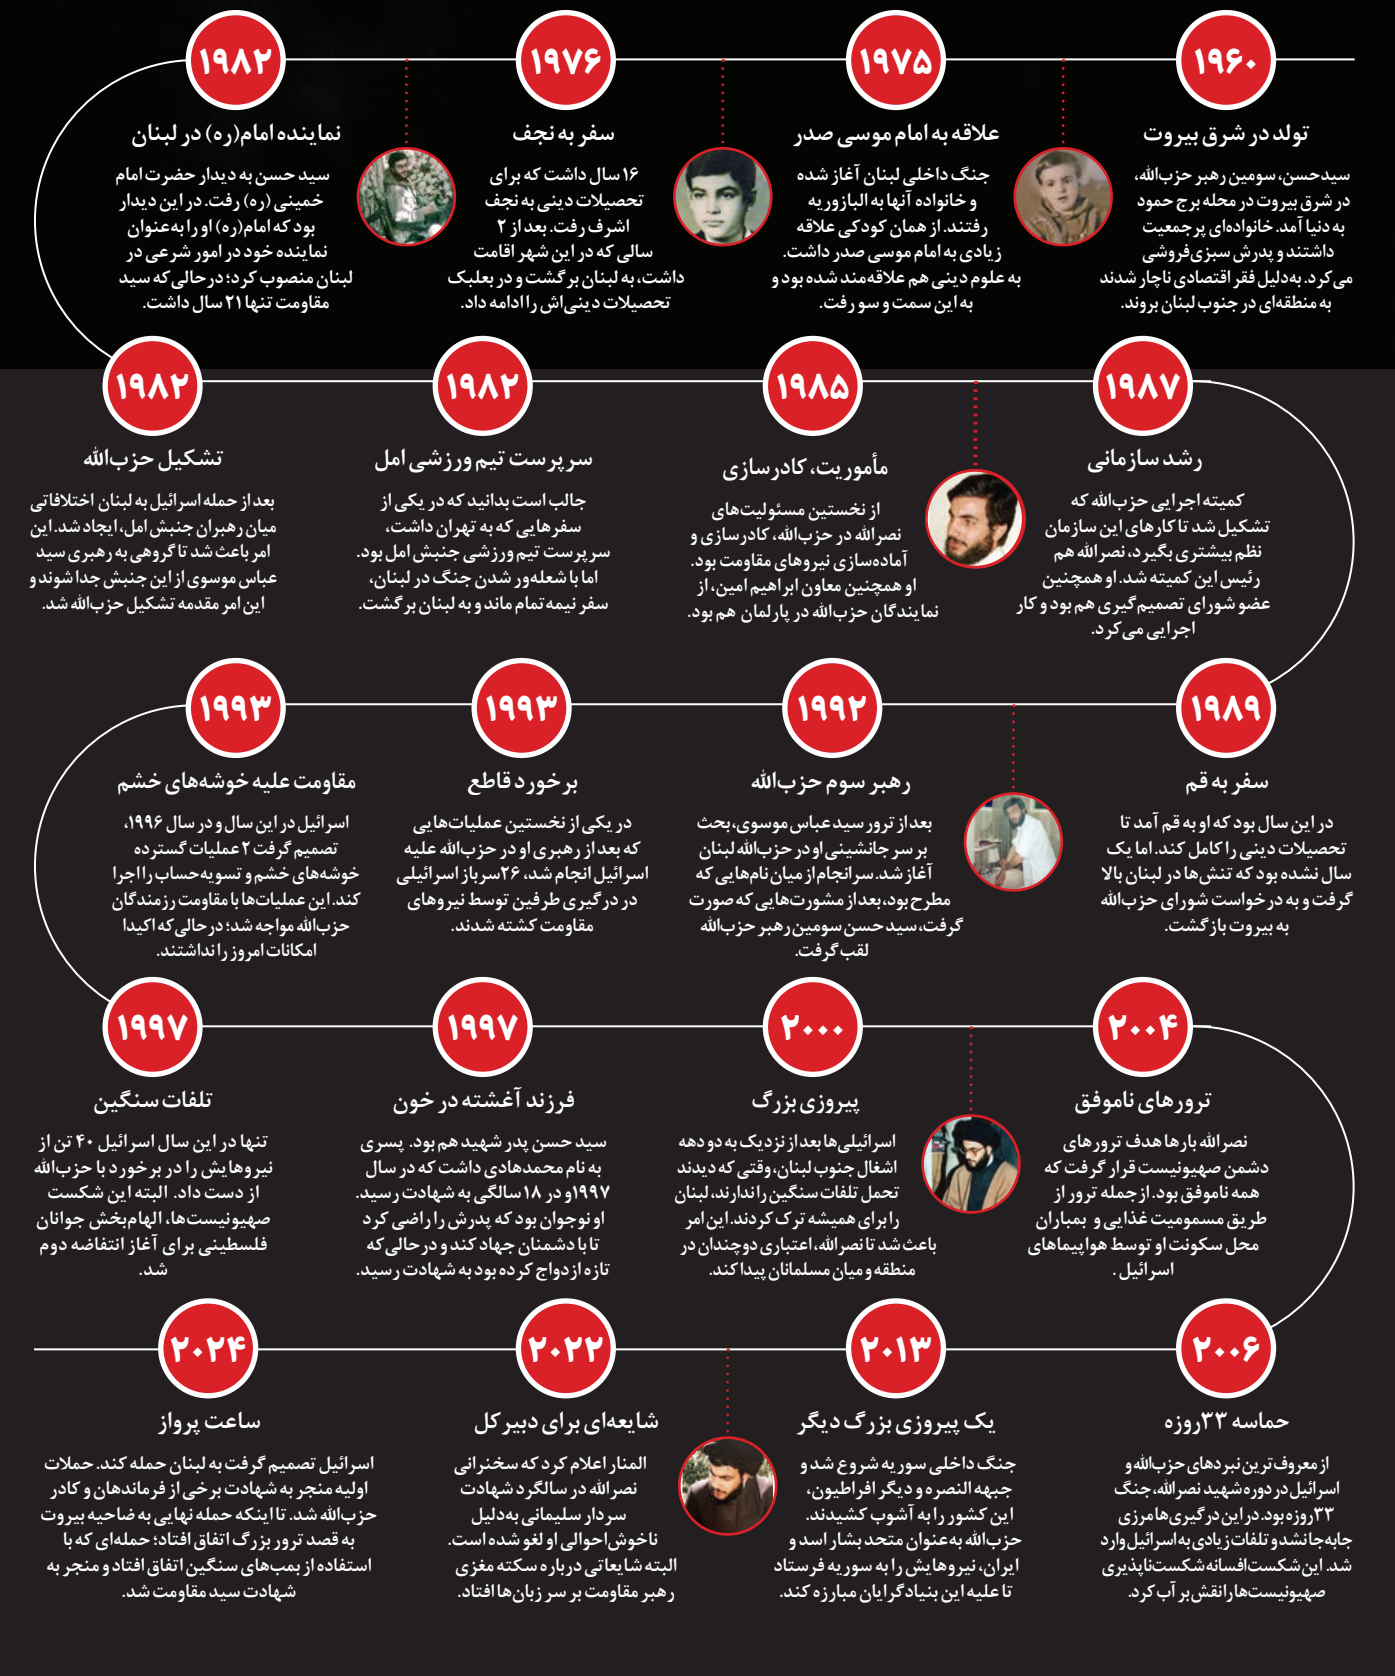 ۱۹۶۰
تولد در شرق بیروت
سیدحسن، سومین رهبر حزب‌الله،
در شرق بیروت در محله برج حمود
به دنیا آمد. خانواده‌ای پر جمعیت
داشتند و پدرش سبزی‌فروشی
می‌کرد. به‌دلیل فقر اقتصادی ناچار شدند
به منطقه‌ای در جنوب لبنان بروند.
۱۹۷۵
علاقه به امام موسی صدر
جنگ داخلی لبنان آغاز شده
و خانواده آنها به البازوریه
رفتند. از همان کودکی علاقه
زیادی به امام موسی صدر داشت.
به علوم دینی هم علاقه‌مند شده بود و
به این سمت و سو رفت.
۱۹۷۶
سفر به نجف
۱۶ سال داشت که برای
تحصیلات دینی به نجف
اشرف رفت. بعد از ۲
سالی که در این شهر اقامت
داشت، به لبنان برگشت و در بعلبک
تحصیلات دینی‌اش را ادامه داد.
۱۹۸۲
نماینده امام(ره) در لبنان
سید حسن به دیدار حضرت امام
خمینی (ره) رفت. در این دیدار
بود که امام(ره) او را به‌عنوان
نماینده خود در امور شرعی در
لبنان منصوب کرد؛ درحالی‌که سید
مقاومت تنها ۲۱ سال داشت.
۱۹۸۲
تشکیل حزب‌الله
بعد از حمله اسرائیل به لبنان اختلافاتی
میان رهبران جنبش امل، ایجاد شد. این
امر باعث شد تا گروهی به رهبری سید
عباس موسوی از این جنبش جدا شوند و
این امر مقدمه تشکیل حزب‌الله شد.
۱۹۸۲
سرپرست تیم ورزشی امل
جالب است بدانید که در یکی از
سفرهایی که به تهران داشت،
سرپرست تیم ورزشی جنبش امل بود.
اما با شعله‌ور شدن جنگ در لبنان،
سفر نیمه‌تمام ماند و به لبنان برگشت.
۱۹۸۵
مأموریت، کادرسازی
از نخستین مسئولیت‌های
نصرالله در حزب‌الله، کادرسازی و
آماده‌سازی نیروهای مقاومت بود.
او همچنین معاون ابراهیم امین، از
نمایندگان حزب‌الله در پارلمان هم بود.
۱۹۸۷
رشد سازمانی
کمیته اجرایی حزب‌الله که
تشکیل شد تا کارهای این سازمان
نظم بیشتری بگیرد، نصرالله هم
رئیس این کمیته شد. او همچنین
عضو شورای تصمیم‌گیری هم بود و کار
اجرایی می‌کرد.
۱۹۸۹
سفر به قم
در این سال بود که او به قم آمد تا
تحصیلات دینی را کامل کند. اما یک
سال نشده بود که تنش‌ها در لبنان بالا
گرفت و به درخواست شورای حزب‌الله
به بیروت بازگشت.
۱۹۹۲
رهبر سوم حزب‌الله
بعد از ترور سید عباس موسوی، بحث
بر سر جانشینی او در حزب‌الله لبنان
آغاز شد. سرانجام از میان نام‌هایی که
مطرح بود، بعد از مشورت‌هایی که صورت
گرفت، سید حسن سومین رهبر حزب‌الله
لقب گرفت.
۱۹۹۳
برخورد قاطع
در یکی از نخستین عملیات‌هایی
که بعد از رهبری او در حزب‌الله علیه
اسرائیل انجام شد، ۲۶سرباز اسرائیلی
در درگیری طرفین توسط نیروهای
مقاومت کشته شدند.
۱۹۹۳
مقاومت علیه خوشه‌های خشم
اسرائیل در این سال و در سال ۱۹۹۶،
تصمیم گرفت ۲ عملیات گسترده
خوشه‌های خشم و تسویه‌حساب را اجرا
کند. این عملیات‌ها با مقاومت رزمندگان
حزب‌الله مواجه شد؛ درحالی‌که اکیدا
امکانات امروز را نداشتند.
۱۹۹۷
تلفات سنگین
تنها در این سال اسرائیل ۴۰ تن از
نیروهایش را در برخورد با حزب‌الله
از دست داد. البته این شکست
صهیونیست‌ها، الهام‌بخش جوانان
فلسطینی برای آغاز انتفاضه دوم
شد.
۱۹۹۷
فرزند آغشته در خون
سید حسن پدر شهید هم بود. پسری
به نام محمدهادی داشت که در سال
۱۹۹۷و در ۱۸سالگی به شهادت رسید.
او نوجوان بود که پدرش را راضی کرد
تا با دشمنان جهاد کند و درحالی‌که
تازه ازدواج کرده بود به شهادت رسید.
۲۰۰۰
پیروزی بزرگ
اسرائیلی‌ها بعد از نزدیک به دو دهه
اشغال جنوب لبنان، وقتی که دیدند
تحمل تلفات سنگین را ندارند، لبنان
را برای همیشه ترک کردند. این امر
باعث شد تا نصرالله، اعتباری دوچندان در
منطقه و میان مسلمانان پیدا کند.
۲۰۰۴
ترورهای ناموفق
نصرالله بارها هدف ترورهای
دشمن صهیونیست قرار گرفت که
همه ناموفق بود. ازجمله ترور از
طریق مسمومیت غذایی و بمباران
محل سکونت او توسط هواپیماهای
اسرائیل.
۲۰۰۶
حماسه ۳۳روزه
از معروف‌ترین نبردهای حزب‌الله و
اسرائیل در دوره شهید نصرالله، جنگ
۳۳روزه بود. در این درگیری‌ها مرزی
جابه‌جا نشد و تلفات زیادی به اسرائیل وارد
شد. این شکست افسانه شکست‌ناپذیری
صهیونیست‌ها را نقش بر آب کرد.
۲۰۱۳
یک پیروزی بزرگ دیگر
جنگ داخلی سوریه شروع شد و
جبهه النصره و دیگر افراطیون،
این کشور را به آشوب کشیدند.
حزب‌الله به‌عنوان متحد بشار اسد و
ایران، نیروهایش را به سوریه فرستاد
تا علیه این بنیادگرایان مبارزه کند.
۲۰۲۲
شایعه‌ای برای دبیرکل
المنار اعلام کرد که سخنرانی
نصرالله در سالگرد شهادت
سردار سلیمانی به‌دلیل
ناخوش‌احوالی او لغو شده است.
البته شایعاتی درباره سکته مغزی
رهبر مقاومت بر سر زبان‌ها افتاد.
۲۰۲۴
ساعت پرواز
اسرائیل تصمیم گرفت به لبنان حمله کند. حملات
اولیه منجر به شهادت برخی از فرماندهان و کادر
حزب‌الله شد. تا اینکه حمله نهایی به ضاحیه بیروت
به قصد ترور بزرگ اتفاق افتاد؛ حمله‌ای که با
استفاده از بمب‌های سنگین اتفاق افتاد و منجر به
شهادت سید مقاومت شد.